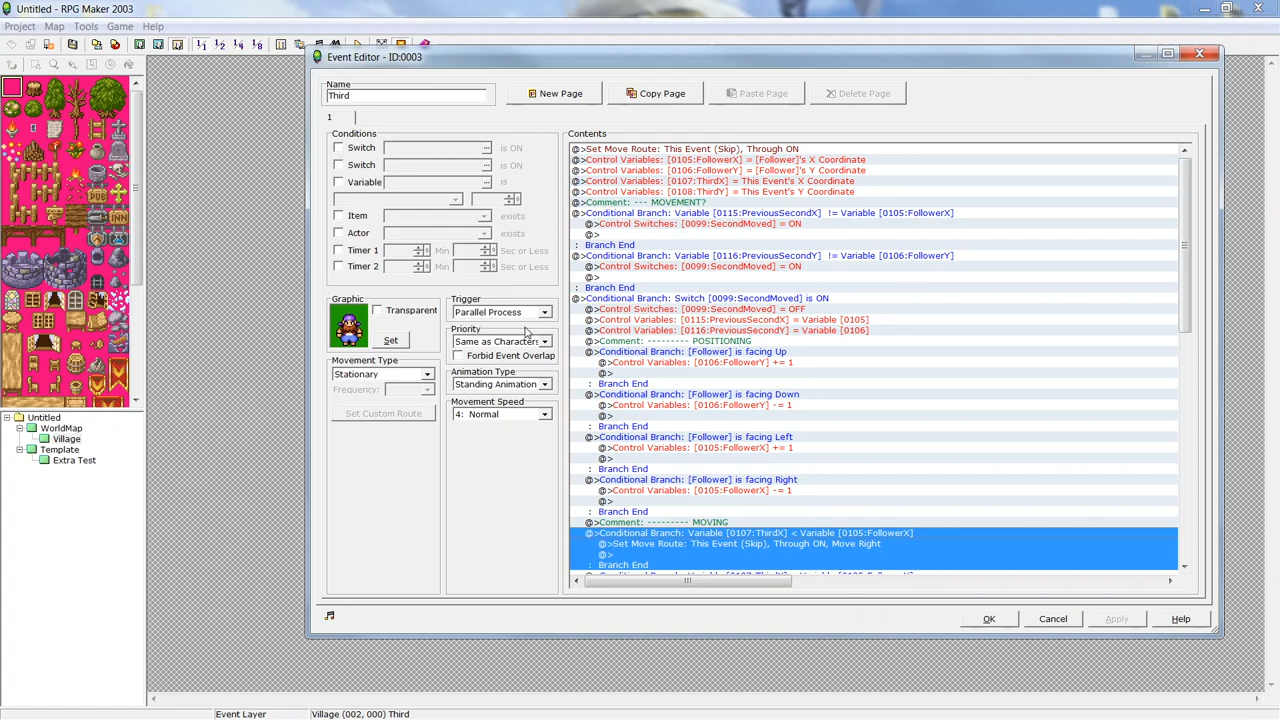 Untitled - RPG Maker 2003
Project Map Tools Game Help
Event Editor - ID:0003
Name
Third
New Page
Copy Page
Paste Page
Delete Page
1
Conditions
Switch ... is ON
Switch ... is ON
Variable ... is
Item exists
Actor exists
Timer 1 Min Sec or Less
Timer 2 Min Sec or Less
Graphic
Transparent
Set
Trigger
Parallel Process
Priority
Same as Characters
Forbid Event Overlap
Movement Type
Stationary
Frequency:
Set Custom Route
Animation Type
Standing Animation
Movement Speed
4: Normal
Contents
@>Set Move Route: This Event (Skip), Through ON
@>Control Variables: [0105:FollowerX] = [Follower]'s X Coordinate
@>Control Variables: [0106:FollowerY] = [Follower]'s Y Coordinate
@>Control Variables: [0107:ThirdX] = This Event's X Coordinate
@>Control Variables: [0108:ThirdY] = This Event's Y Coordinate
@>Comment: --- MOVEMENT?
@>Conditional Branch: Variable [0115:PreviousSecondX] != Variable [0105:FollowerX]
@>Control Switches: [0099:SecondMoved] = ON
@>
: Branch End
@>Conditional Branch: Variable [0116:PreviousSecondY] != Variable [0106:FollowerY]
@>Control Switches: [0099:SecondMoved] = ON
@>
: Branch End
@>Conditional Branch: Switch [0099:SecondMoved] is ON
@>Control Switches: [0099:SecondMoved] = OFF
@>Control Variables: [0115:PreviousSecondX] = Variable [0105]
@>Control Variables: [0116:PreviousSecondY] = Variable [0106]
@>Comment: --------- POSITIONING
@>Conditional Branch: [Follower] is facing Up
@>Control Variables: [0106:FollowerY] += 1
@>
: Branch End
@>Conditional Branch: [Follower] is facing Down
@>Control Variables: [0106:FollowerY] -= 1
@>
: Branch End
@>Conditional Branch: [Follower] is facing Left
@>Control Variables: [0105:FollowerX] += 1
@>
: Branch End
@>Conditional Branch: [Follower] is facing Right
@>Control Variables: [0105:FollowerX] -= 1
@>
: Branch End
@>Comment: --------- MOVING
@>Conditional Branch: Variable [0107:ThirdX] < Variable [0105:FollowerX]
@>Set Move Route: This Event (Skip), Through ON, Move Right
@>
: Branch End
OK
Cancel
Apply
Help
PUB
INN
Untitled
WorldMap
Village
Template
Extra Test
Event Layer
Village (002, 000) Third